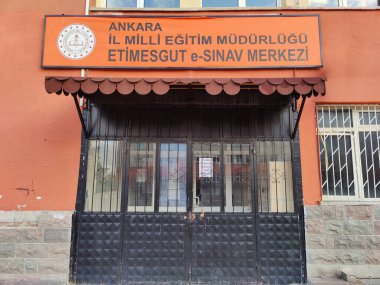 ANKARA
İL MİLLİ EĞİTİM MÜDÜRLÜĞÜ
ETİMESGUT e-SINAV MERKEZİ